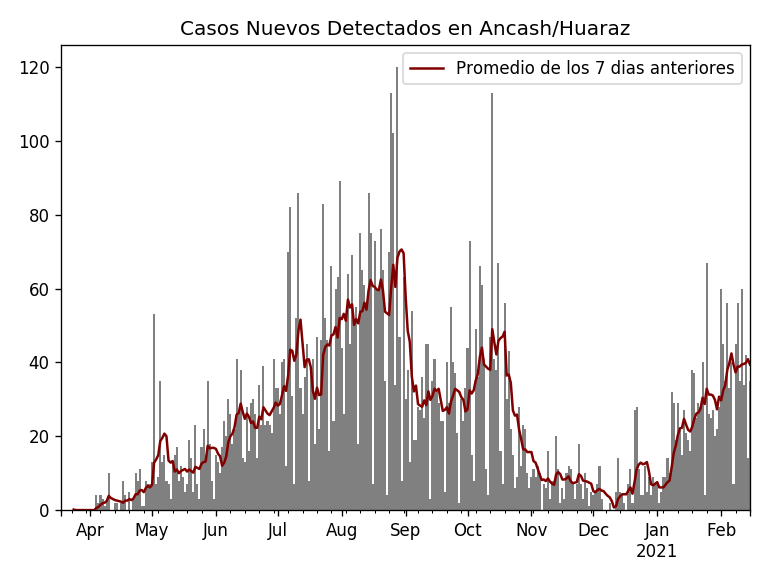 Casos Nuevos Detectados en Ancash/Huaraz
Promedio de los 7 dias anteriores
120
100
80
60
40
20
0
Apr May Jun Jul Aug Sep Oct Nov Dec Jan Feb
2021